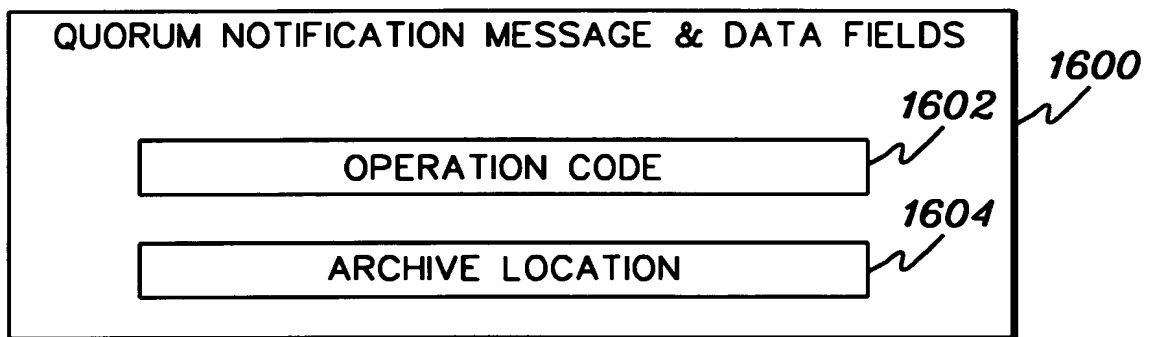 QUORUM NOTIFICATION MESSAGE & DATA FIELDS
1600
1602
OPERATION CODE
1604
ARCHIVE LOCATION